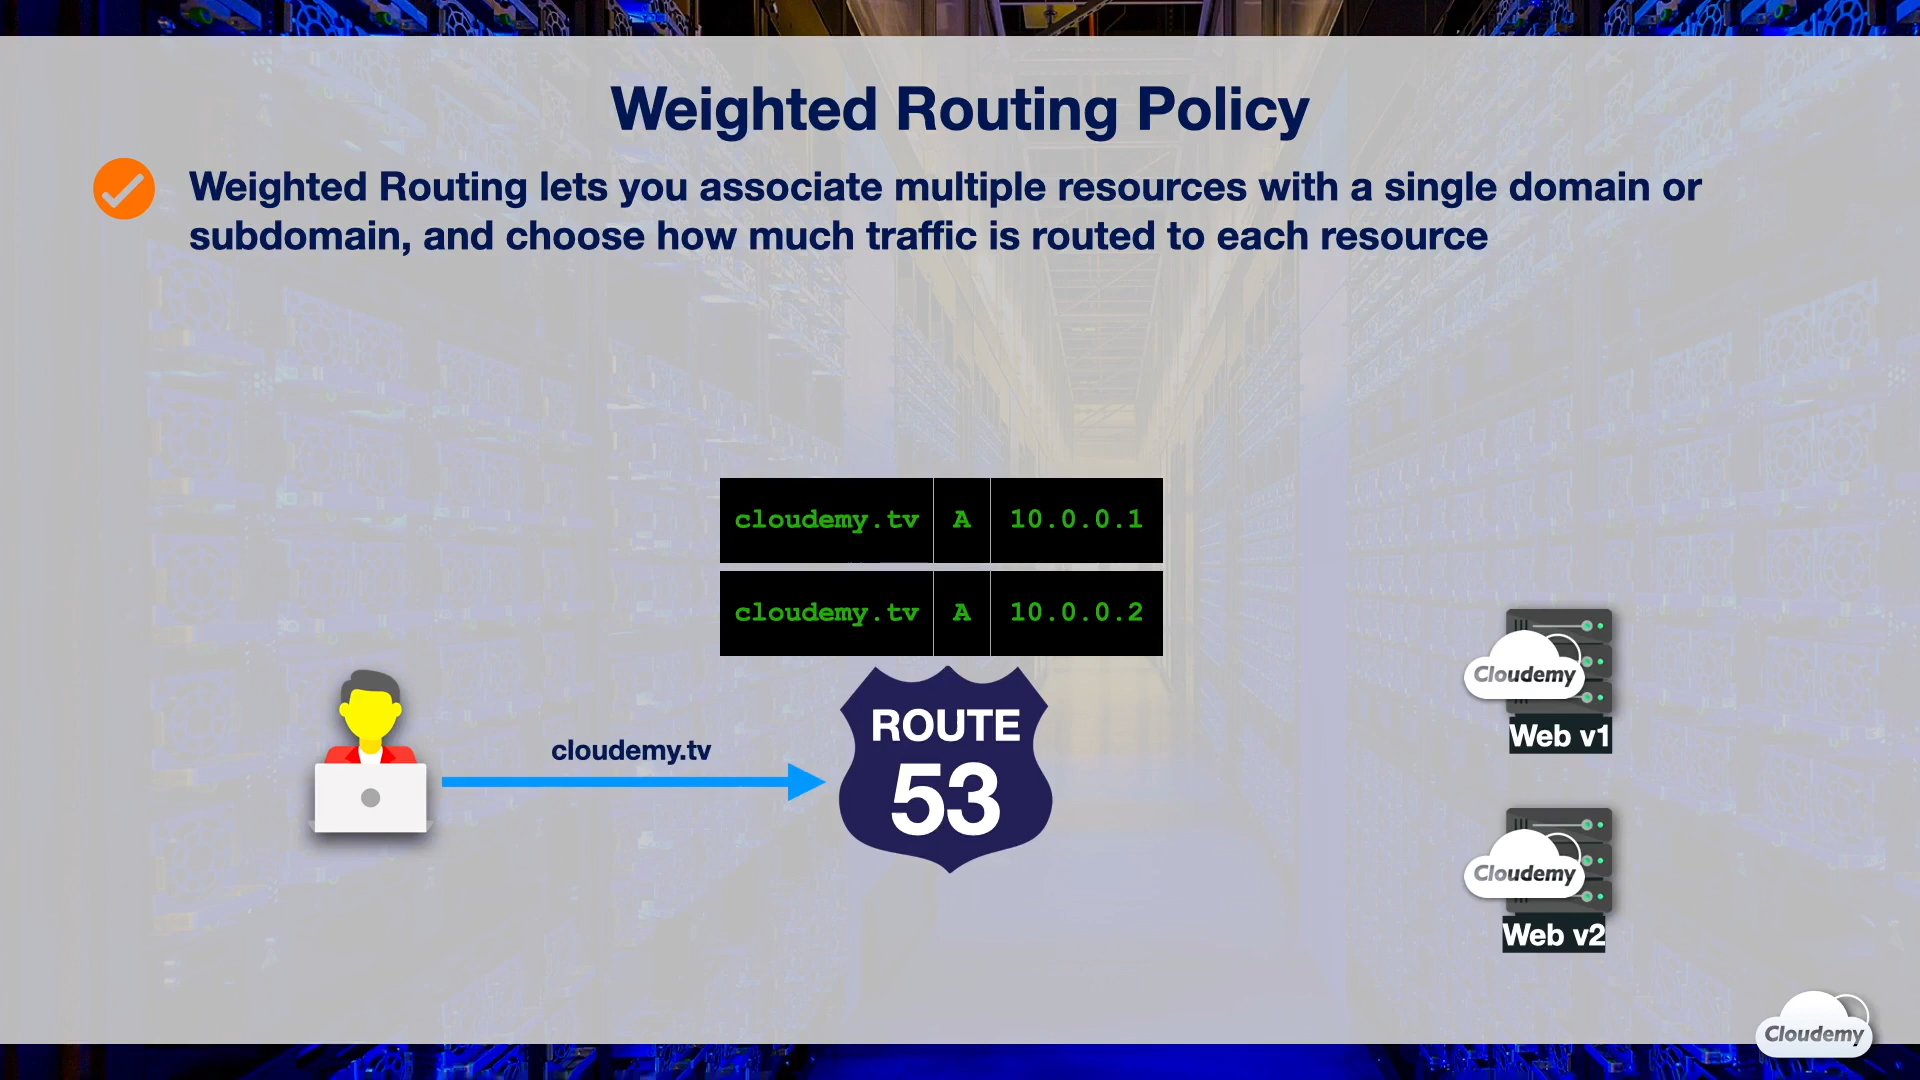 Weighted Routing Policy
Weighted Routing lets you associate multiple resources with a single domain or
subdomain, and choose how much traffic is routed to each resource
cloudemy.tv A 10.0.0.1
cloudemy.tv A 10.0.0.2
cloudemy.tv
ROUTE
53
Cloudemy
Web v1
Cloudemy
Web v2
Cloudemy